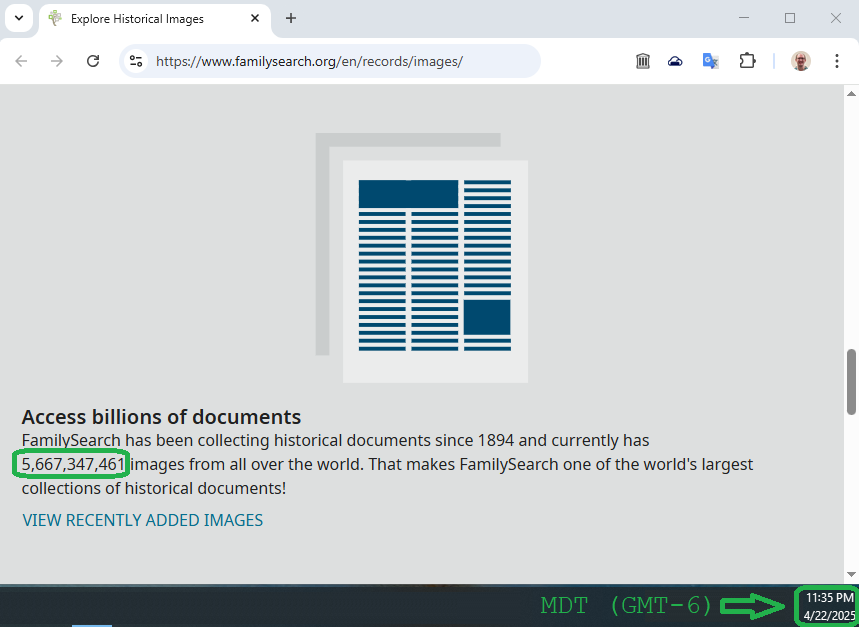 Explore Historical Images
https://www.familysearch.org/en/records/images/
Access billions of documents
FamilySearch has been collecting historical documents since 1894 and currently has
5,667,347,461 images from all over the world. That makes FamilySearch one of the world's largest
collections of historical documents!
VIEW RECENTLY ADDED IMAGES
MDT (GMT-6)
11:35 PM
4/22/2025